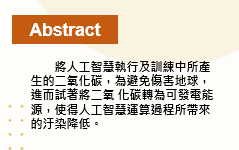 Abstract
將人工智慧執行及訓練中所產
生的二氧化碳，為避免傷害地球，
進而試著將二氧 化碳轉為可發電能
源，使得人工智慧運算過程所帶來
的汙染降低。